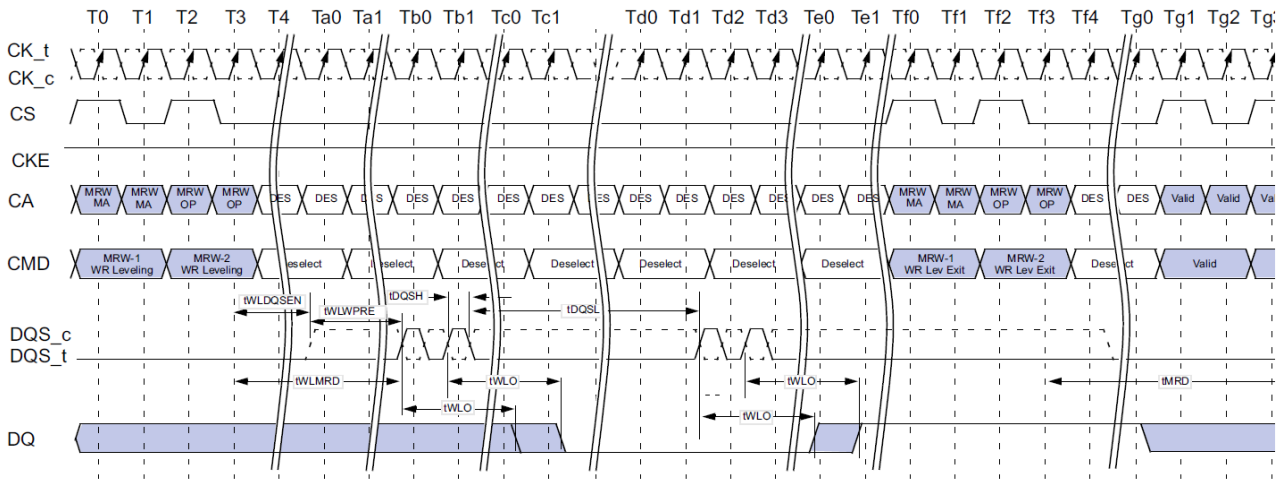 T0 T1 T2 T3 T4 Ta0 Ta1 Tb0 Tb1 Tc0 Tc1 Td0 Td1 Td2 Td3 Te0 Te1 Tf0 Tf1 Tf2 Tf3 Tf4 Tg0 Tg1 Tg2 Tg3
CK_t
CK_c
CS
CKE
CA
MRW MRW MRW MRW MRW MRW MRW MRW
MA MA OP OP MA MA OP OP
DES DES DES DES DES DES DES DES DES DES DES DES DES DES DES DES Valid Valid
CMD
MRW-1 MRW-2 MRW-1 MRW-2
WR Leveling WR Leveling WR Lev Exit WR Lev Exit
Deselect Deselect Deselect Deselect Deselect Deselect Deselect Deselect Valid
tWLDQSEN tDQSH
tWLWPRE tDQSL
DQS_c
DQS_t
tWLMRD tWLO tWLO tMRD
tWLO tWLO
DQ